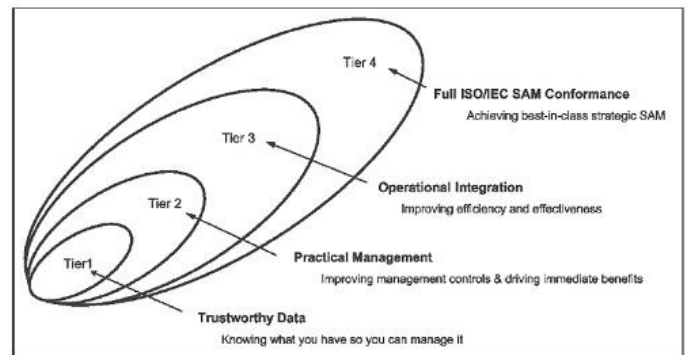 Tier 4
Full ISO/IEC SAM Conformance
Achieving best-in-class strategic SAM
Tier 3
Operational Integration
Improving efficiency and effectiveness
Tier 2
Practical Management
Improving management controls & driving immediate benefits
Tier1
Trustworthy Data
Knowing what you have so you can manage it